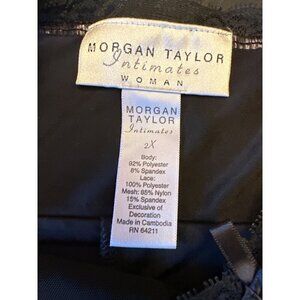 MORGAN TAYLOR
Intimates
WOMAN
MORGAN
TAYLOR
Intimates
2X
Body:
92% Polyester
8% Spandex
Lace:
100% Polyester
Mesh: 85% Nylon
15% Spandex
Exclusive of
Decoration
Made in Cambodia
RN 64211